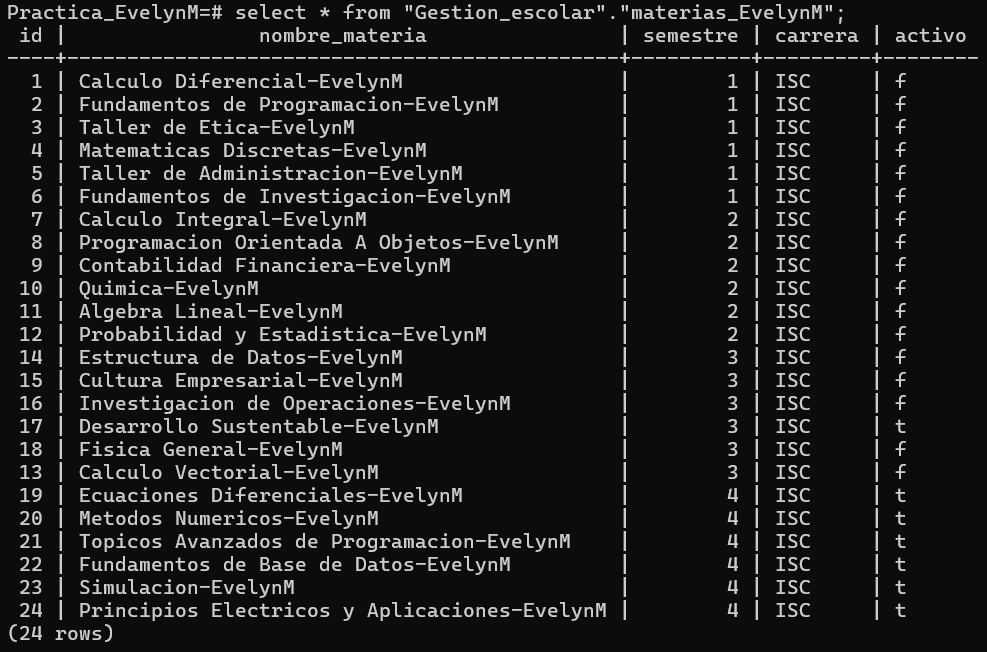 Practica_EvelynM=# select * from "Gestion_escolar"."materias_EvelynM";
 id |                nombre_materia                | semestre | carrera | activo
----+----------------------------------------------+----------+---------+--------
  1 | Calculo Diferencial-EvelynM                  |        1 | ISC     | f
  2 | Fundamentos de Programacion-EvelynM          |        1 | ISC     | f
  3 | Taller de Etica-EvelynM                      |        1 | ISC     | f
  4 | Matematicas Discretas-EvelynM                |        1 | ISC     | f
  5 | Taller de Administracion-EvelynM             |        1 | ISC     | f
  6 | Fundamentos de Investigacion-EvelynM         |        1 | ISC     | f
  7 | Calculo Integral-EvelynM                     |        2 | ISC     | f
  8 | Programacion Orientada A Objetos-EvelynM     |        2 | ISC     | f
  9 | Contabilidad Financiera-EvelynM              |        2 | ISC     | f
 10 | Quimica-EvelynM                              |        2 | ISC     | f
 11 | Algebra Lineal-EvelynM                       |        2 | ISC     | f
 12 | Probabilidad y Estadistica-EvelynM           |        2 | ISC     | f
 14 | Estructura de Datos-EvelynM                  |        3 | ISC     | f
 15 | Cultura Empresarial-EvelynM                  |        3 | ISC     | f
 16 | Investigacion de Operaciones-EvelynM         |        3 | ISC     | f
 17 | Desarrollo Sustentable-EvelynM               |        3 | ISC     | t
 18 | Fisica General-EvelynM                       |        3 | ISC     | f
 13 | Calculo Vectorial-EvelynM                    |        3 | ISC     | f
 19 | Ecuaciones Diferenciales-EvelynM             |        4 | ISC     | t
 20 | Metodos Numericos-EvelynM                    |        4 | ISC     | t
 21 | Topicos Avanzados de Programacion-EvelynM    |        4 | ISC     | t
 22 | Fundamentos de Base de Datos-EvelynM         |        4 | ISC     | t
 23 | Simulacion-EvelynM                           |        4 | ISC     | t
 24 | Principios Electricos y Aplicaciones-EvelynM |        4 | ISC     | t
(24 rows)